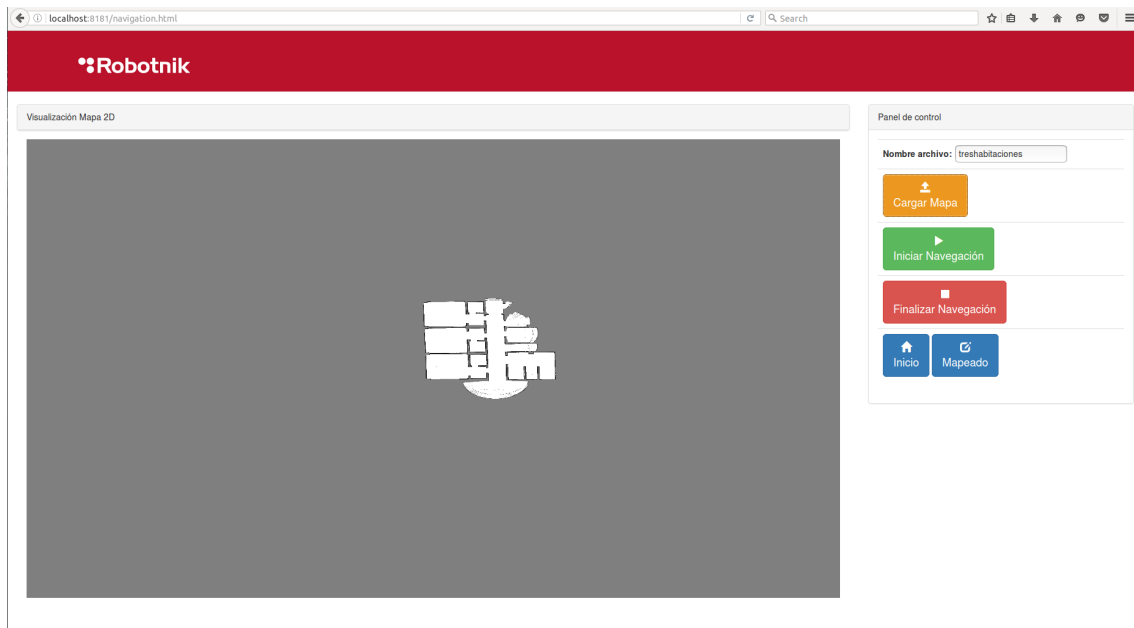 localhost:8181/navigation.html
Search
Robotnik
Visualización Mapa 2D
Panel de control
Nombre archivo: treshabitaciones
Cargar Mapa
Iniciar Navegación
Finalizar Navegación
Inicio Mapeado